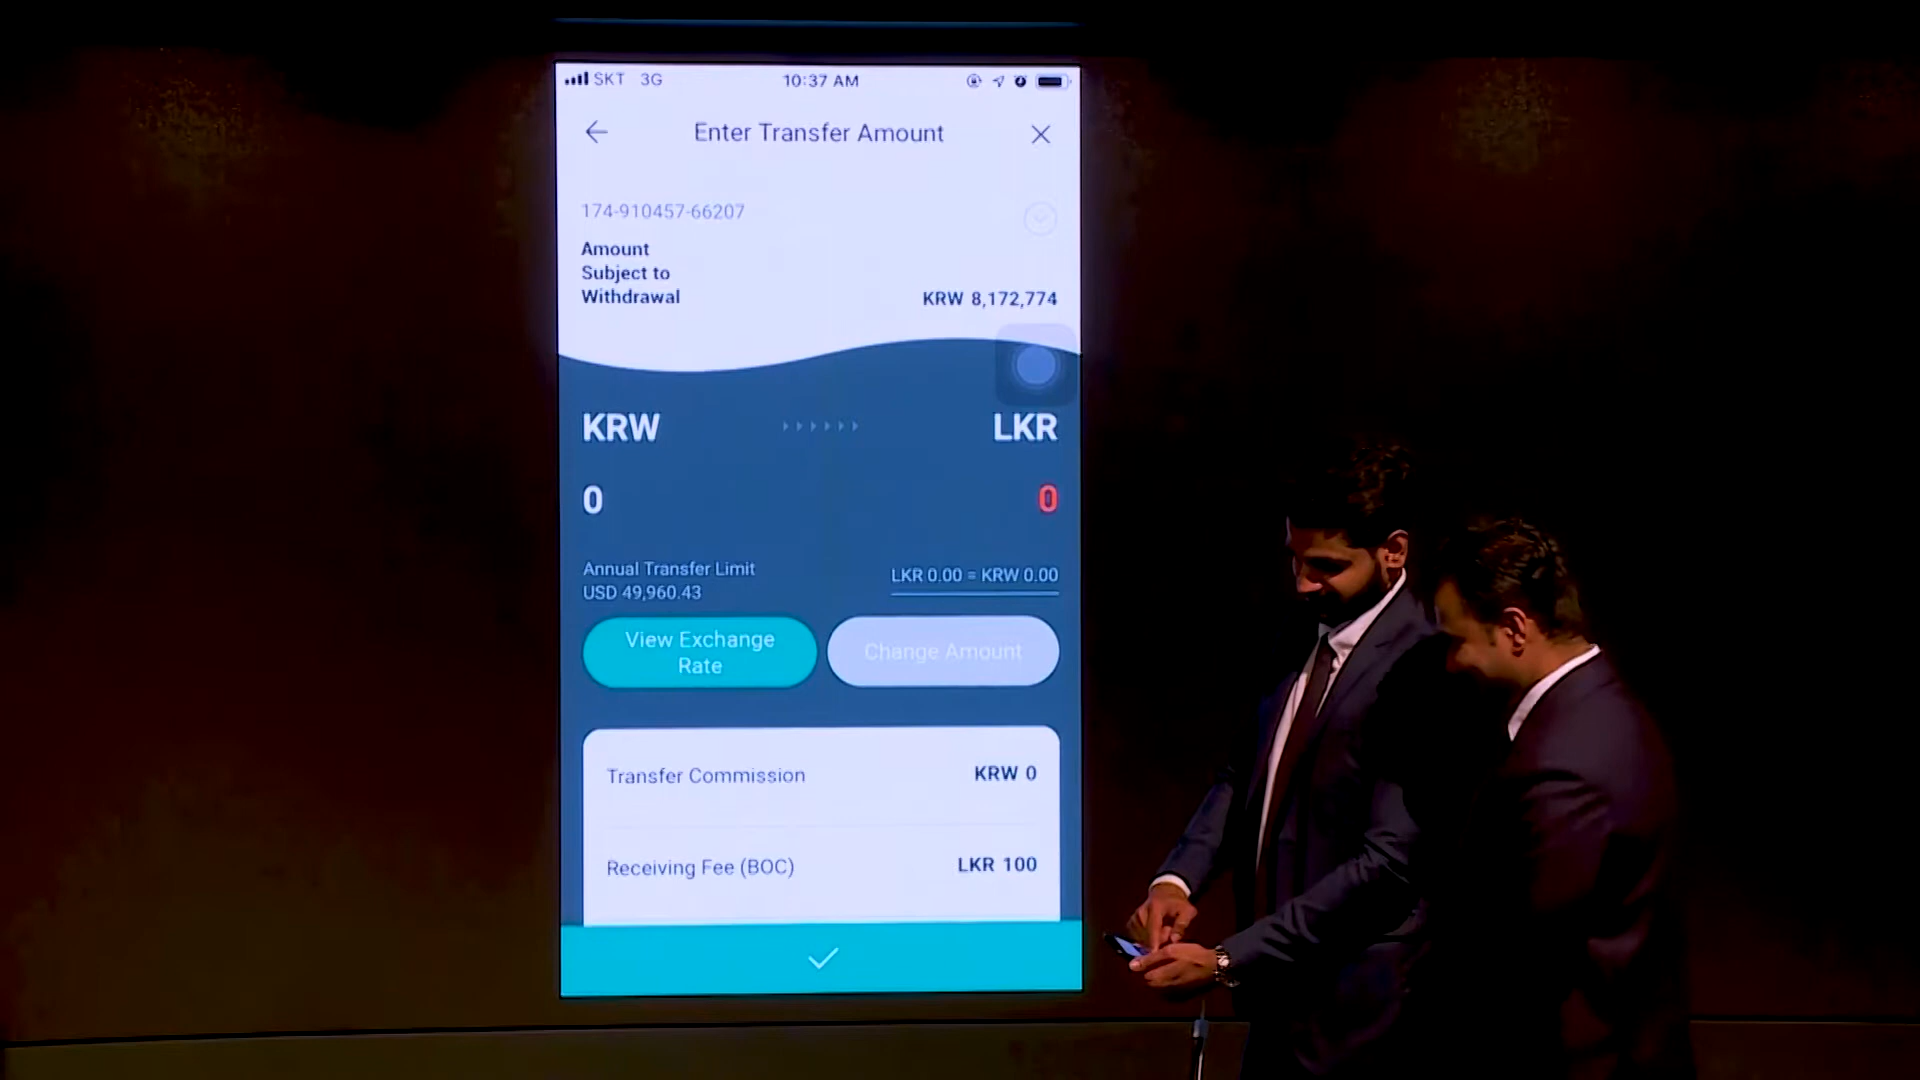 SKT 3G 10:37 AM
Enter Transfer Amount
174-910457-66207
Amount
Subject to
Withdrawal KRW 8,172,774
KRW LKR
0 0
Annual Transfer Limit
USD 49,960.43
LKR 0.00 = KRW 0.00
View Exchange
Rate
Change Amount
Transfer Commission KRW 0
Receiving Fee (BOC) LKR 100